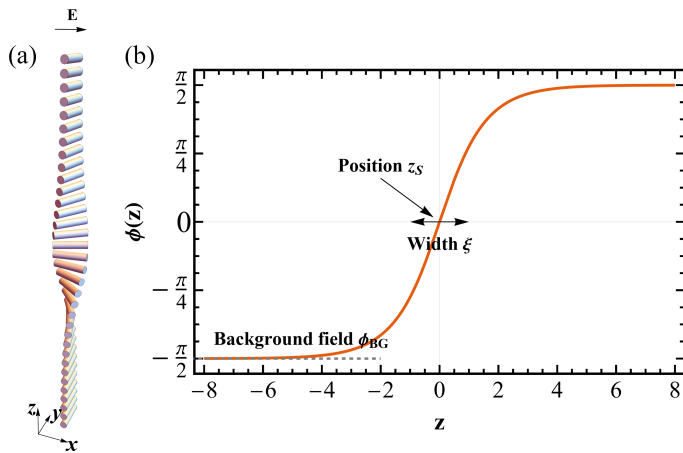 E
(a)
(b)
z
y
x
π/2
π/4
0
−π/4
−π/2
ϕ(z)
Position z_S
Width ξ
Background field ϕ_BG
−8 −6 −4 −2 0 2 4 6 8
z